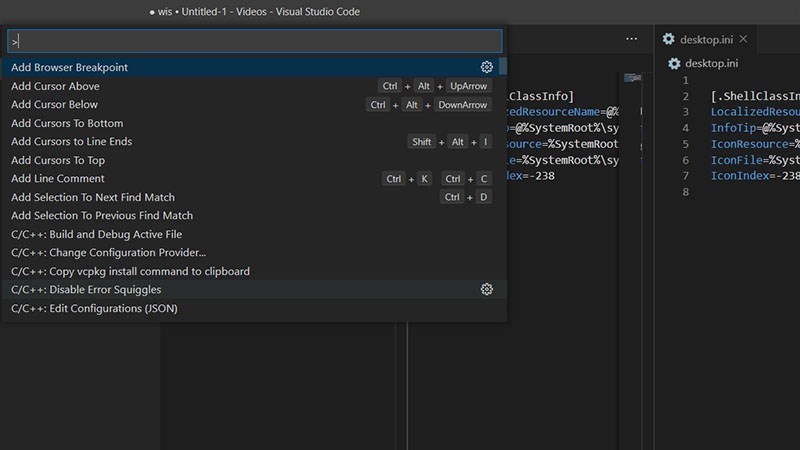 ● wis • Untitled-1 - Videos - Visual Studio Code
>
Add Browser Breakpoint
Add Cursor Above Ctrl + Alt + UpArrow
Add Cursor Below Ctrl + Alt + DownArrow
Add Cursors To Bottom
Add Cursors to Line Ends Shift + Alt + I
Add Cursors To Top
Add Line Comment Ctrl + K Ctrl + C
Add Selection To Next Find Match Ctrl + D
Add Selection To Previous Find Match
C/C++: Build and Debug Active File
C/C++: Change Configuration Provider...
C/C++: Copy vcpkg install command to clipboard
C/C++: Disable Error Squiggles
C/C++: Edit Configurations (JSON)
···
llClassInfo]
zedResourceName=@%
=@%SystemRoot%\sy
ource=%SystemRoot%
e=%SystemRoot%\sy
dex=-238
desktop.ini
desktop.ini
1
2 [.ShellClassIn
3 LocalizedResou
4 InfoTip=@%Syst
5 IconResource=%
6 IconFile=%Syst
7 IconIndex=-238
8